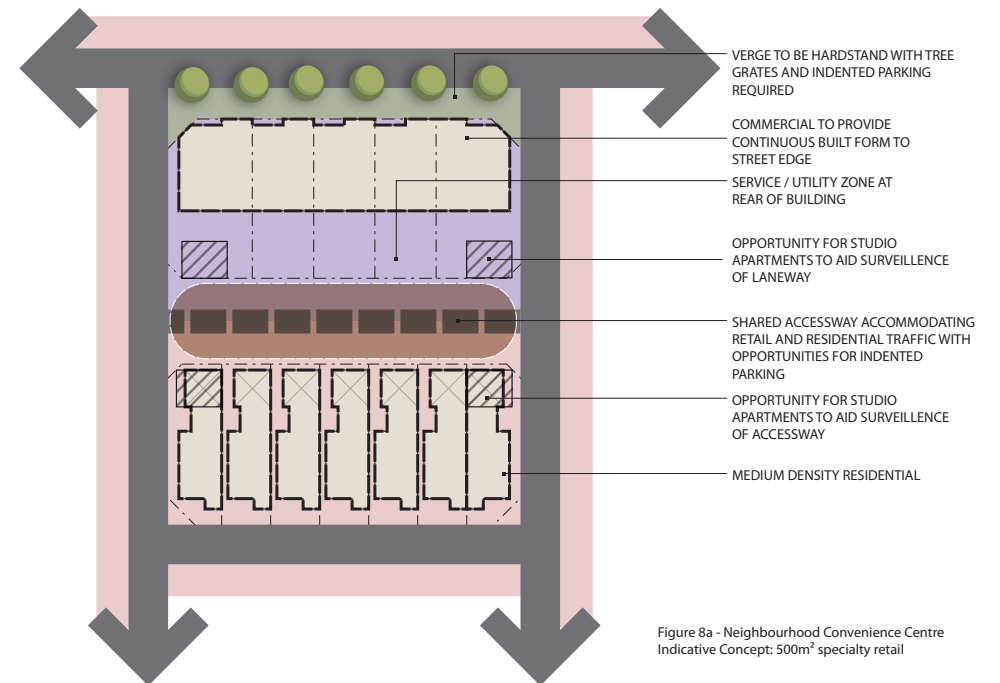 VERGE TO BE HARDSTAND WITH TREE
GRATES AND INDENTED PARKING
REQUIRED
COMMERCIAL TO PROVIDE
CONTINUOUS BUILT FORM TO
STREET EDGE
SERVICE / UTILITY ZONE AT
REAR OF BUILDING
OPPORTUNITY FOR STUDIO
APARTMENTS TO AID SURVEILLENCE
OF LANEWAY
SHARED ACCESSWAY ACCOMMODATING
RETAIL AND RESIDENTIAL TRAFFIC WITH
OPPORTUNITIES FOR INDENTED
PARKING
OPPORTUNITY FOR STUDIO
APARTMENTS TO AID SURVEILLENCE
OF ACCESSWAY
MEDIUM DENSITY RESIDENTIAL
Figure 8a - Neighbourhood Convenience Centre
Indicative Concept: 500m² specialty retail